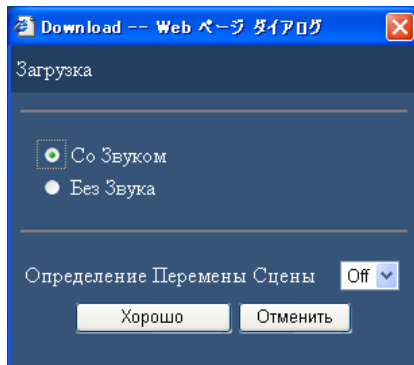 Download -- Web ページ ダイアログ
Загрузка
Со Звуком
Без Звука
Определение Перемены Сцены Off
Хорошо Отменить